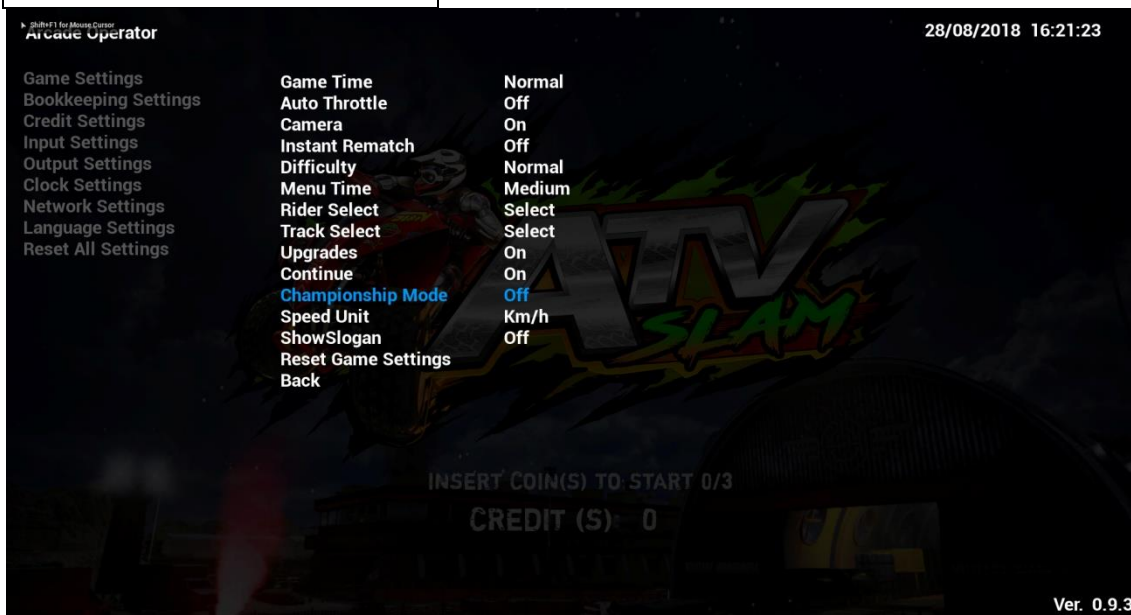 Shift+F1 for Mouse Cursor
Arcade Operator
28/08/2018 16:21:23
Game Settings
Bookkeeping Settings
Credit Settings
Input Settings
Output Settings
Clock Settings
Network Settings
Language Settings
Reset All Settings
Game Time Normal
Auto Throttle Off
Camera On
Instant Rematch Off
Difficulty Normal
Menu Time Medium
Rider Select Select
Track Select Select
Upgrades On
Continue On
Championship Mode Off
Speed Unit Km/h
ShowSlogan Off
Reset Game Settings
Back
ATV
SLAM
INSERT COIN(S) TO START 0/3
CREDIT (S) 0
Ver. 0.9.3